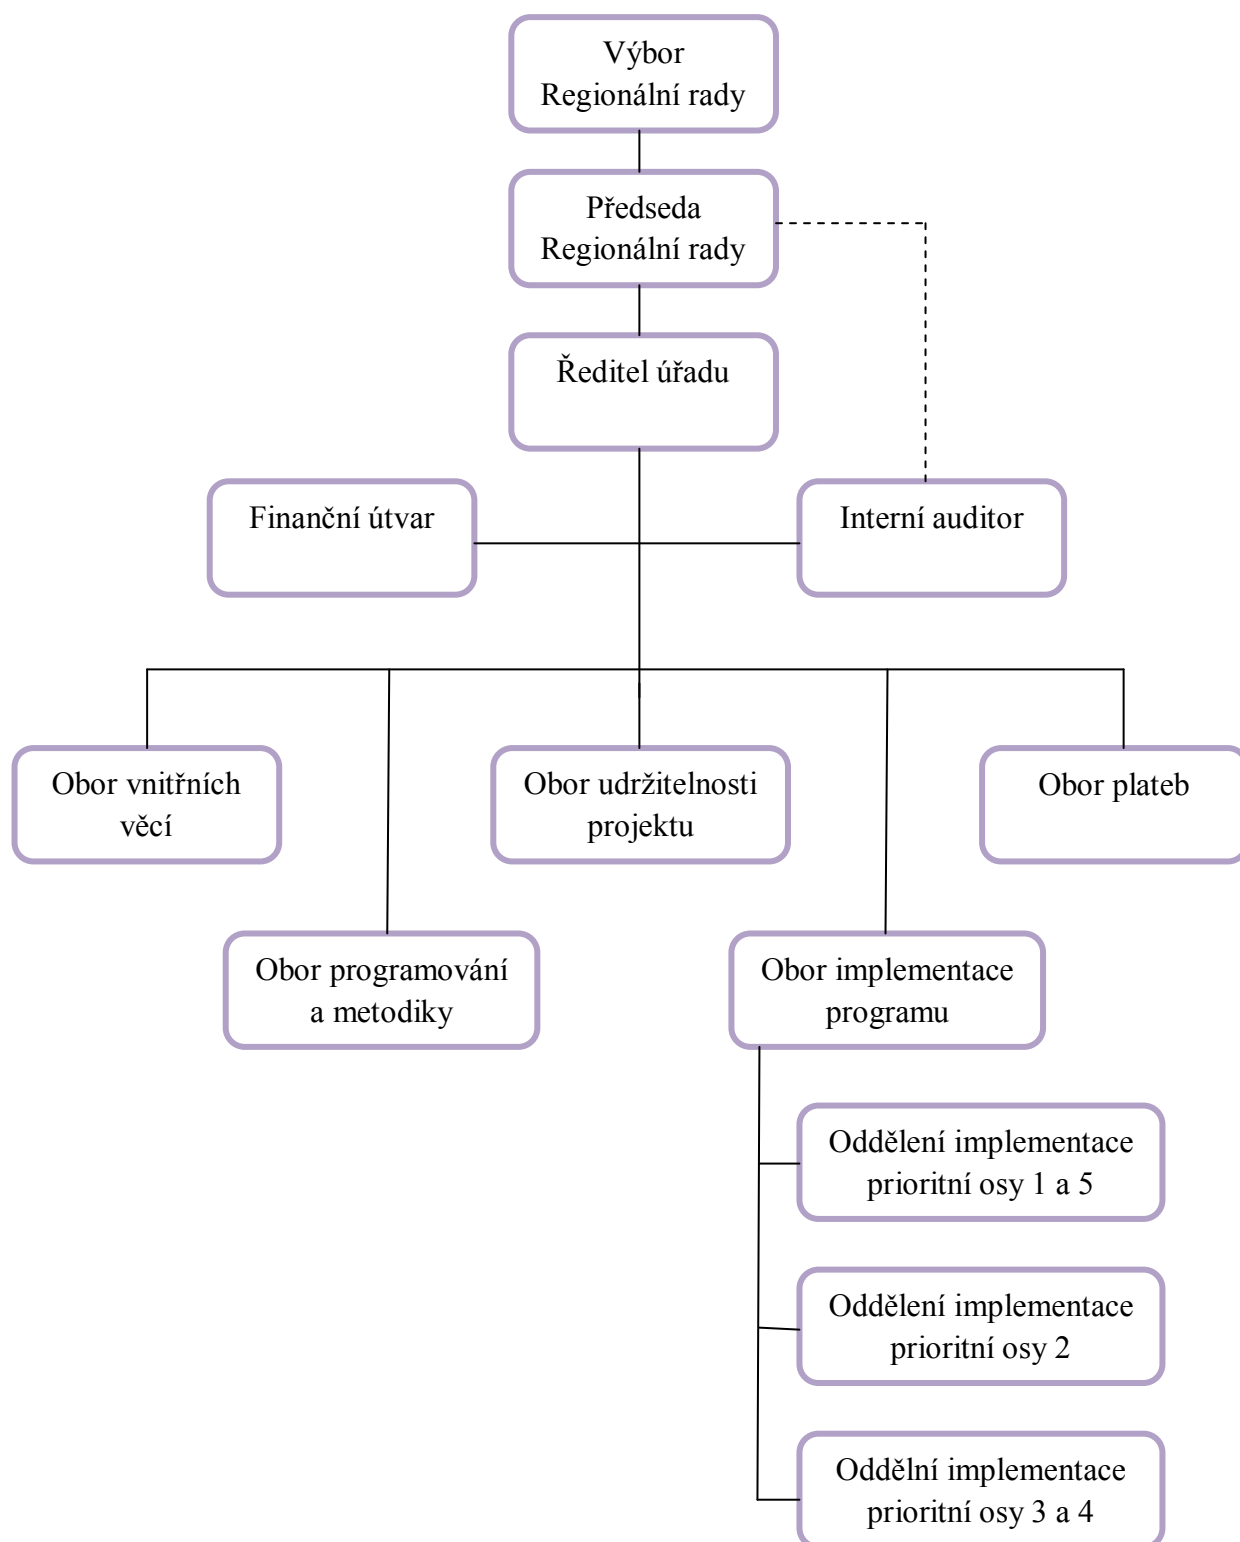 Výbor
Regionální rady
Předseda
Regionální rady
Ředitel úřadu
Finanční útvar
Interní auditor
Obor vnitřních
věcí
Obor udržitelnosti
projektu
Obor plateb
Obor programování
a metodiky
Obor implementace
programu
Oddělení implementace
prioritní osy 1 a 5
Oddělení implementace
prioritní osy 2
Oddělní implementace
prioritní osy 3 a 4